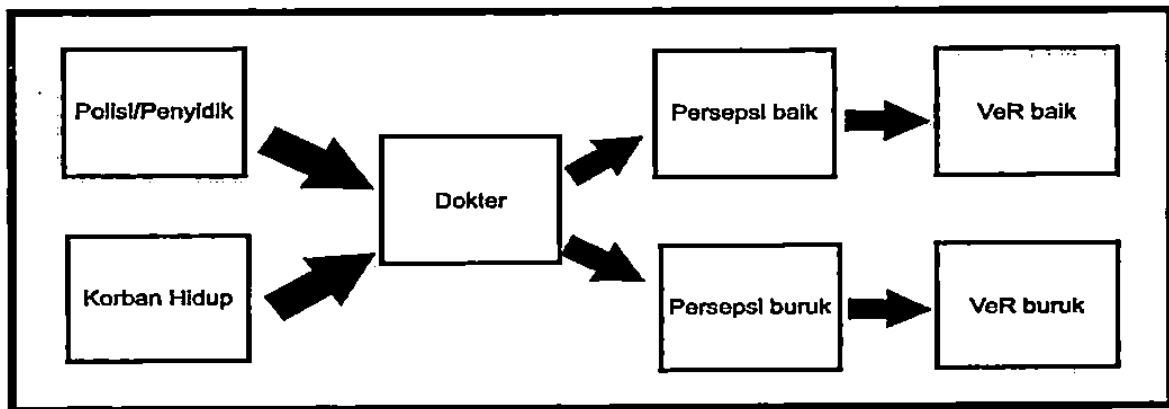 Polisi/Penyidik
Korban Hidup
Dokter
Persepsi baik
VeR baik
Persepsi buruk
VeR buruk